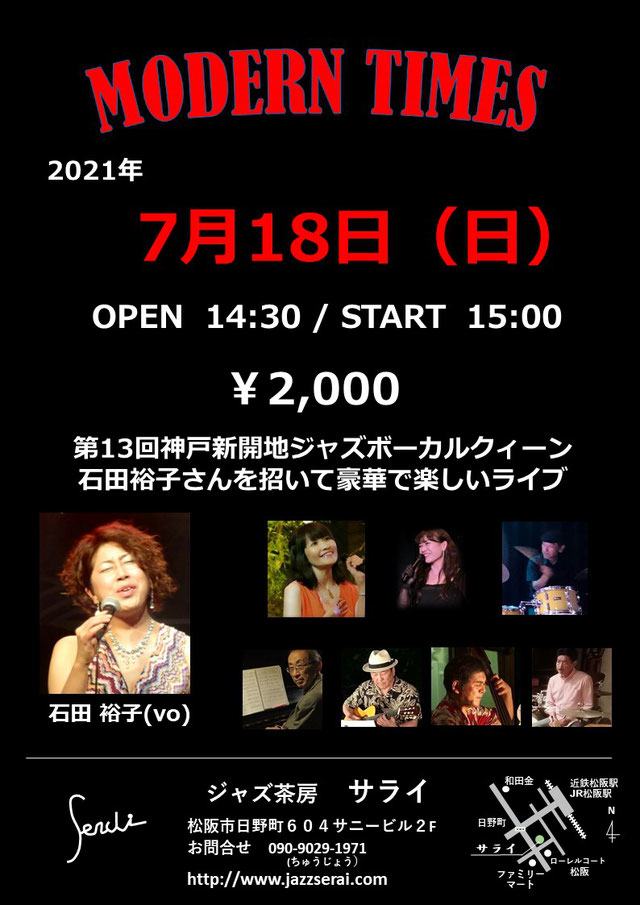 MODERN TIMES
2021年
7月18日（日）
OPEN 14:30 / START 15:00
￥2,000
第13回神戸新開地ジャズボーカルクィーン
石田裕子さんを招いて豪華で楽しいライブ
石田 裕子(vo)
Serai
ジャズ茶房 サライ
松阪市日野町６０４サニービル２F
お問合せ 090-9029-1971
(ちゅうじょう)
http://www.jazzserai.com
和田金
近鉄松阪駅
JR松阪駅
N
日野町
サライ
ローレルコート
松阪
ファミリー
マート